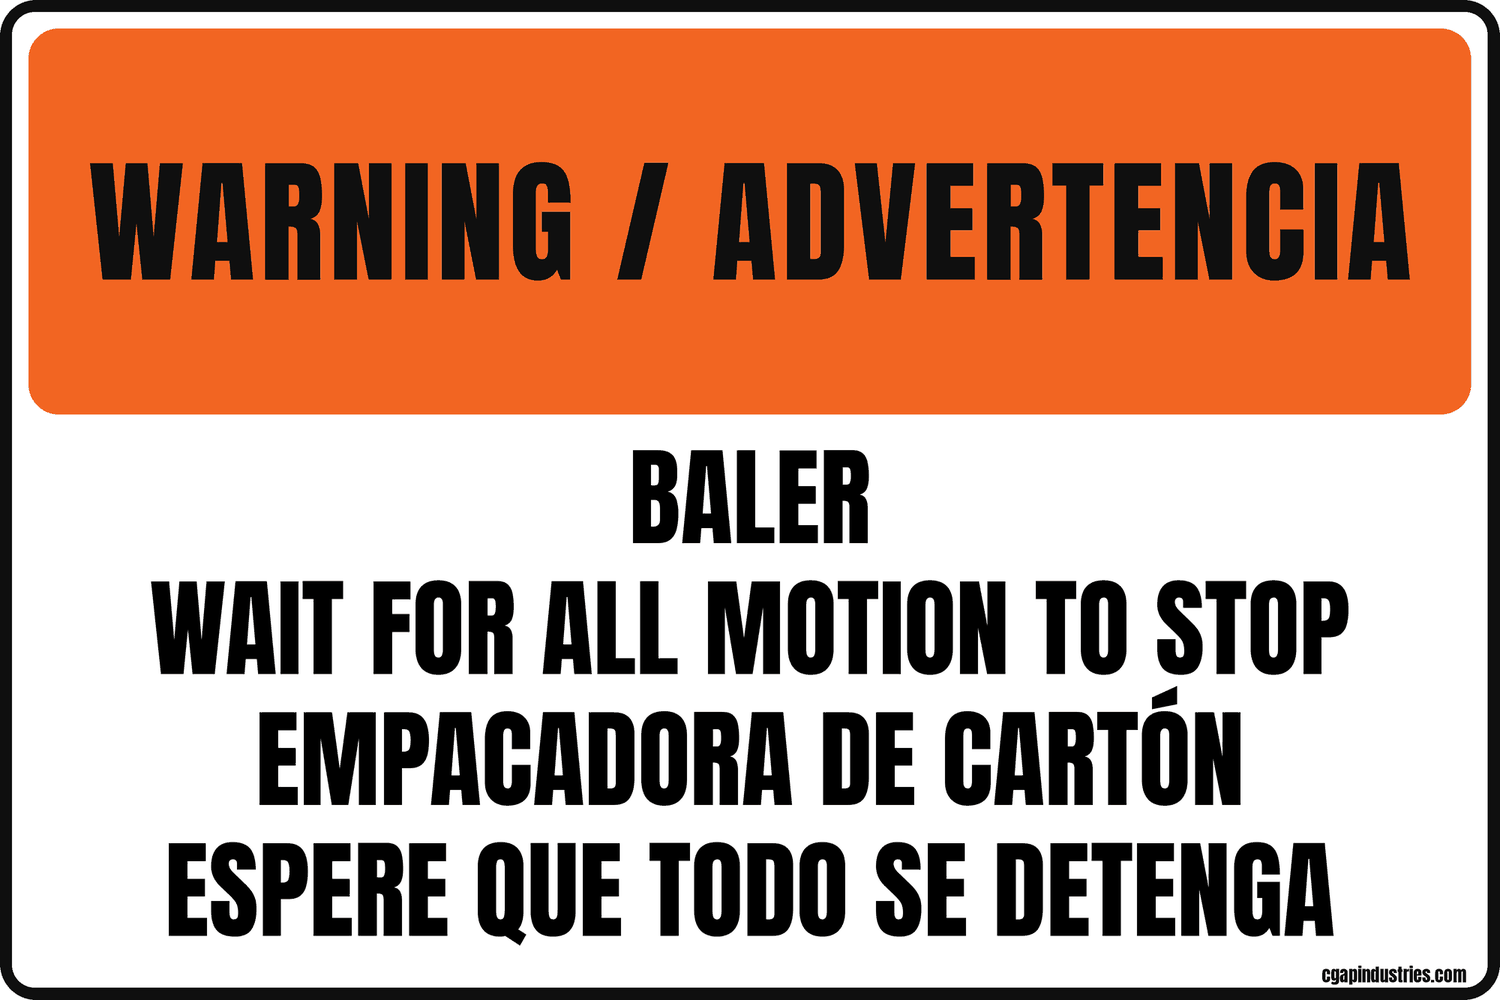 WARNING / ADVERTENCIA
BALER
WAIT FOR ALL MOTION TO STOP
EMPACADORA DE CARTÓN
ESPERE QUE TODO SE DETENGA
cgapindustries.com